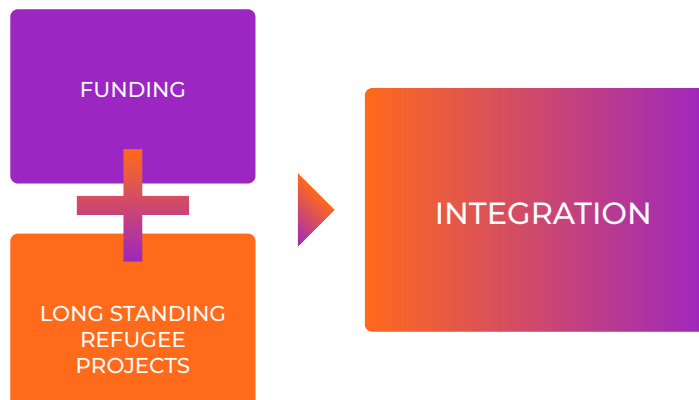 FUNDING
LONG STANDING
REFUGEE
PROJECTS
INTEGRATION